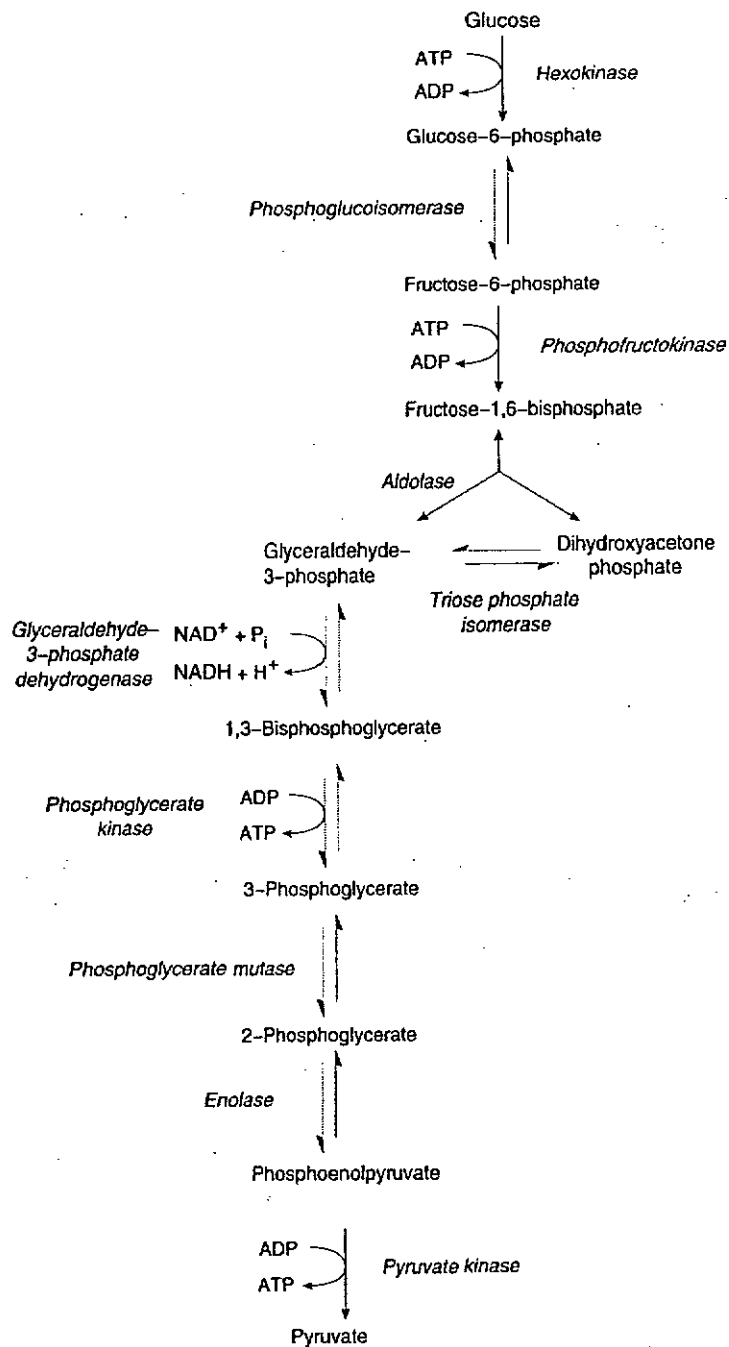 Glucose
ATP
ADP
Hexokinase
Glucose–6–phosphate
Phosphoglucoisomerase
Fructose–6–phosphate
ATP
ADP
Phosphofructokinase
Fructose–1,6–bisphosphate
Aldolase
Glyceraldehyde–
3–phosphate
Dihydroxyacetone
phosphate
Triose phosphate
isomerase
Glyceraldehyde–
3–phosphate
dehydrogenase
NAD⁺ + Pᵢ
NADH + H⁺
1,3–Bisphosphoglycerate
Phosphoglycerate
kinase
ADP
ATP
3–Phosphoglycerate
Phosphoglycerate mutase
2–Phosphoglycerate
Enolase
Phosphoenolpyruvate
ADP
ATP
Pyruvate kinase
Pyruvate